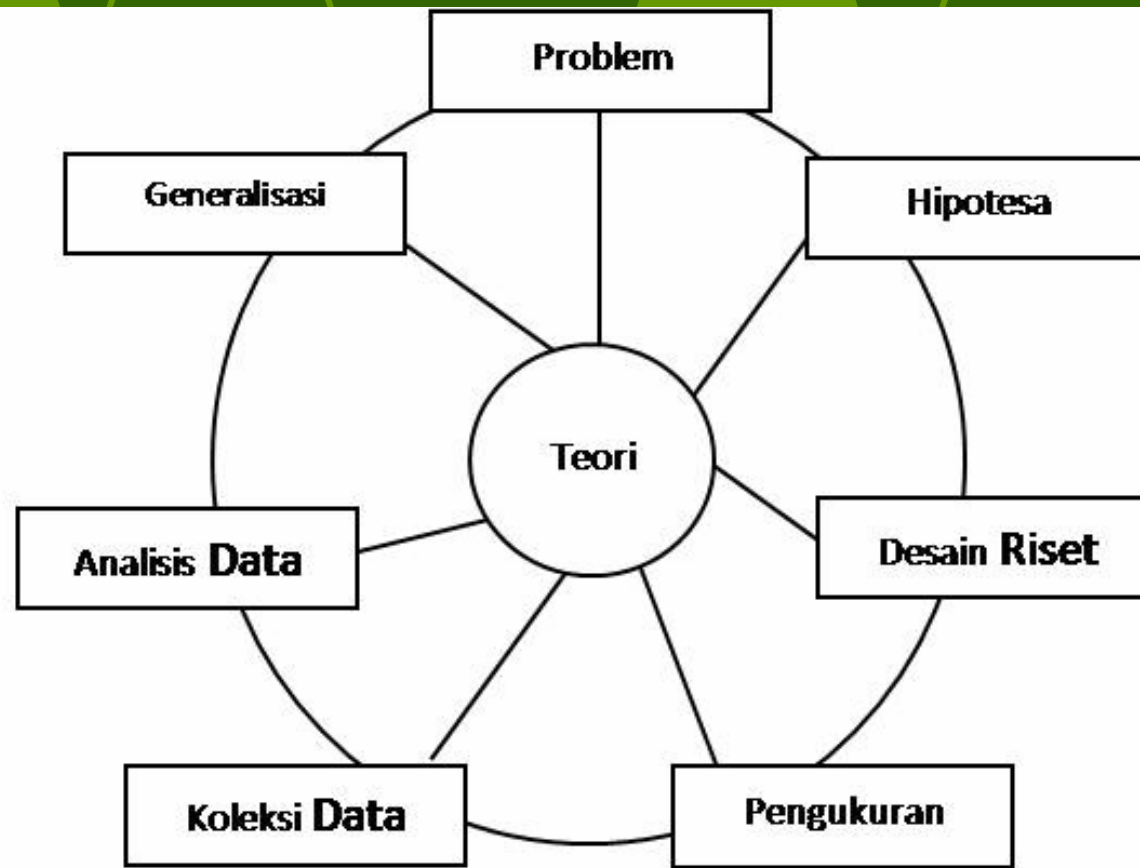 Problem
Generalisasi
Hipotesa
Teori
Analisis Data
Desain Riset
Koleksi Data
Pengukuran